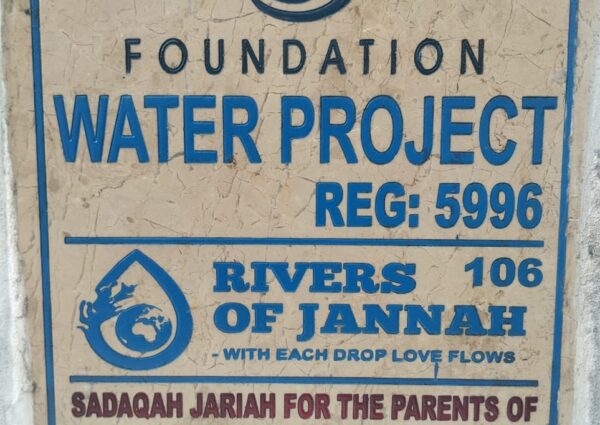 FOUNDATION
WATER PROJECT
REG: 5996
RIVERS 106
OF JANNAH
- WITH EACH DROP LOVE FLOWS -
SADAQAH JARIAH FOR THE PARENTS OF